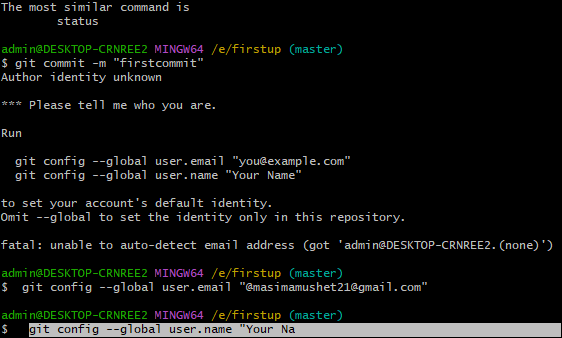 The most similar command is
        status

admin@DESKTOP-CRNREE2 MINGW64 /e/firstup (master)
$ git commit -m "firstcommit"
Author identity unknown

*** Please tell me who you are.

Run

  git config --global user.email "you@example.com"
  git config --global user.name "Your Name"

to set your account's default identity.
Omit --global to set the identity only in this repository.

fatal: unable to auto-detect email address (got 'admin@DESKTOP-CRNREE2.(none)')

admin@DESKTOP-CRNREE2 MINGW64 /e/firstup (master)
$  git config --global user.email "@masimamushet21@gmail.com"

admin@DESKTOP-CRNREE2 MINGW64 /e/firstup (master)
$   git config --global user.name "Your Na